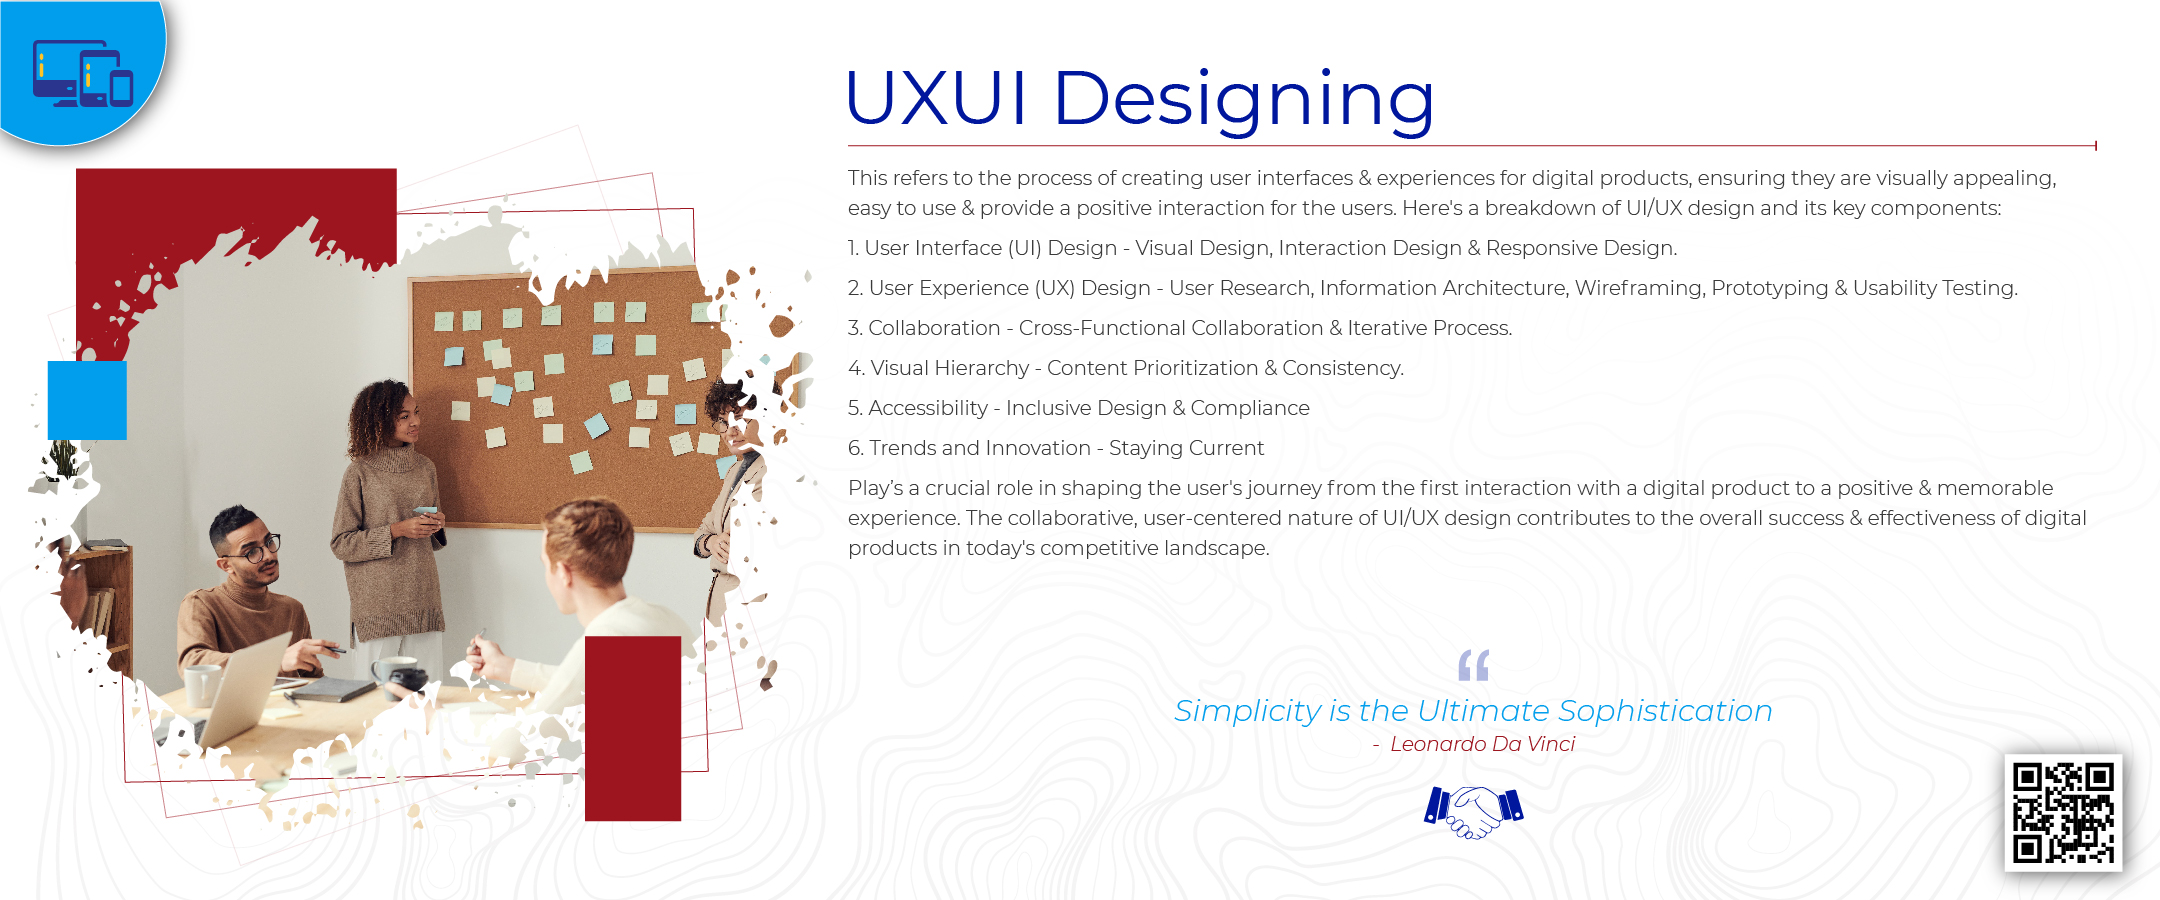 UXUI Designing
This refers to the process of creating user interfaces & experiences for digital products, ensuring they are visually appealing,
easy to use & provide a positive interaction for the users. Here's a breakdown of UI/UX design and its key components:
1. User Interface (UI) Design - Visual Design, Interaction Design & Responsive Design.
2. User Experience (UX) Design - User Research, Information Architecture, Wireframing, Prototyping & Usability Testing.
3. Collaboration - Cross-Functional Collaboration & Iterative Process.
4. Visual Hierarchy - Content Prioritization & Consistency.
5. Accessibility - Inclusive Design & Compliance
6. Trends and Innovation - Staying Current
Play’s a crucial role in shaping the user's journey from the first interaction with a digital product to a positive & memorable
experience. The collaborative, user-centered nature of UI/UX design contributes to the overall success & effectiveness of digital
products in today's competitive landscape.
“
Simplicity is the Ultimate Sophistication
- Leonardo Da Vinci